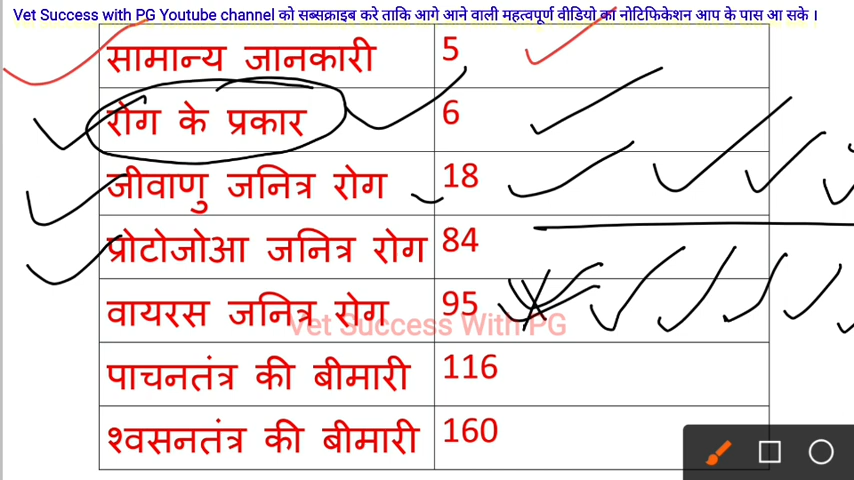 Vet Success with PG Youtube channel को सब्सक्राइब करे ताकि आगे आने वाली महत्वपूर्ण वीडियो का नोटिफिकेशन आप के पास आ सके ।
सामान्य जानकारी 5
रोग के प्रकार 6
जीवाणु जनित्र रोग 18
प्रोटोजोआ जनित्र रोग 84
वायरस जनित्र रोग 95
Vet Success With PG
पाचनतंत्र की बीमारी 116
श्वसनतंत्र की बीमारी 160